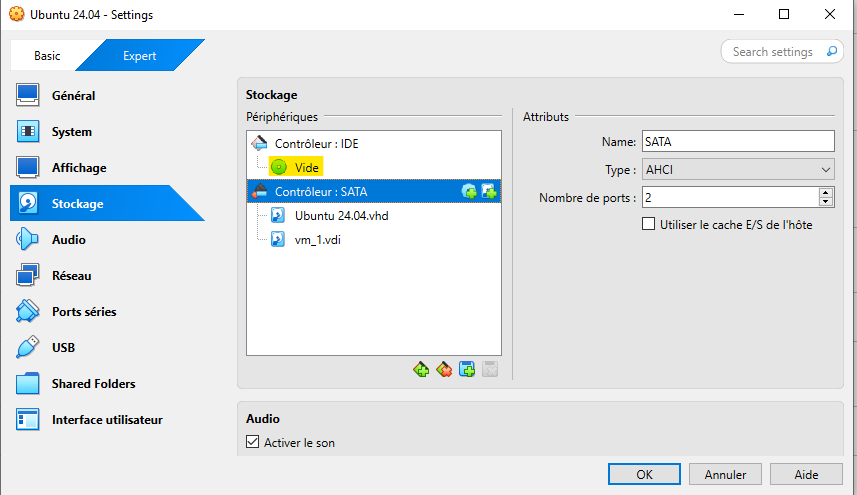 Ubuntu 24.04 - Settings
Basic
Expert
Search settings
Général
System
Affichage
Stockage
Audio
Réseau
Ports séries
USB
Shared Folders
Interface utilisateur
Stockage
Périphériques
Contrôleur : IDE
Vide
Contrôleur : SATA
Ubuntu 24.04.vhd
vm_1.vdi
Attributs
Name: SATA
Type : AHCI
Nombre de ports : 2
Utiliser le cache E/S de l'hôte
Audio
Activer le son
OK
Annuler
Aide